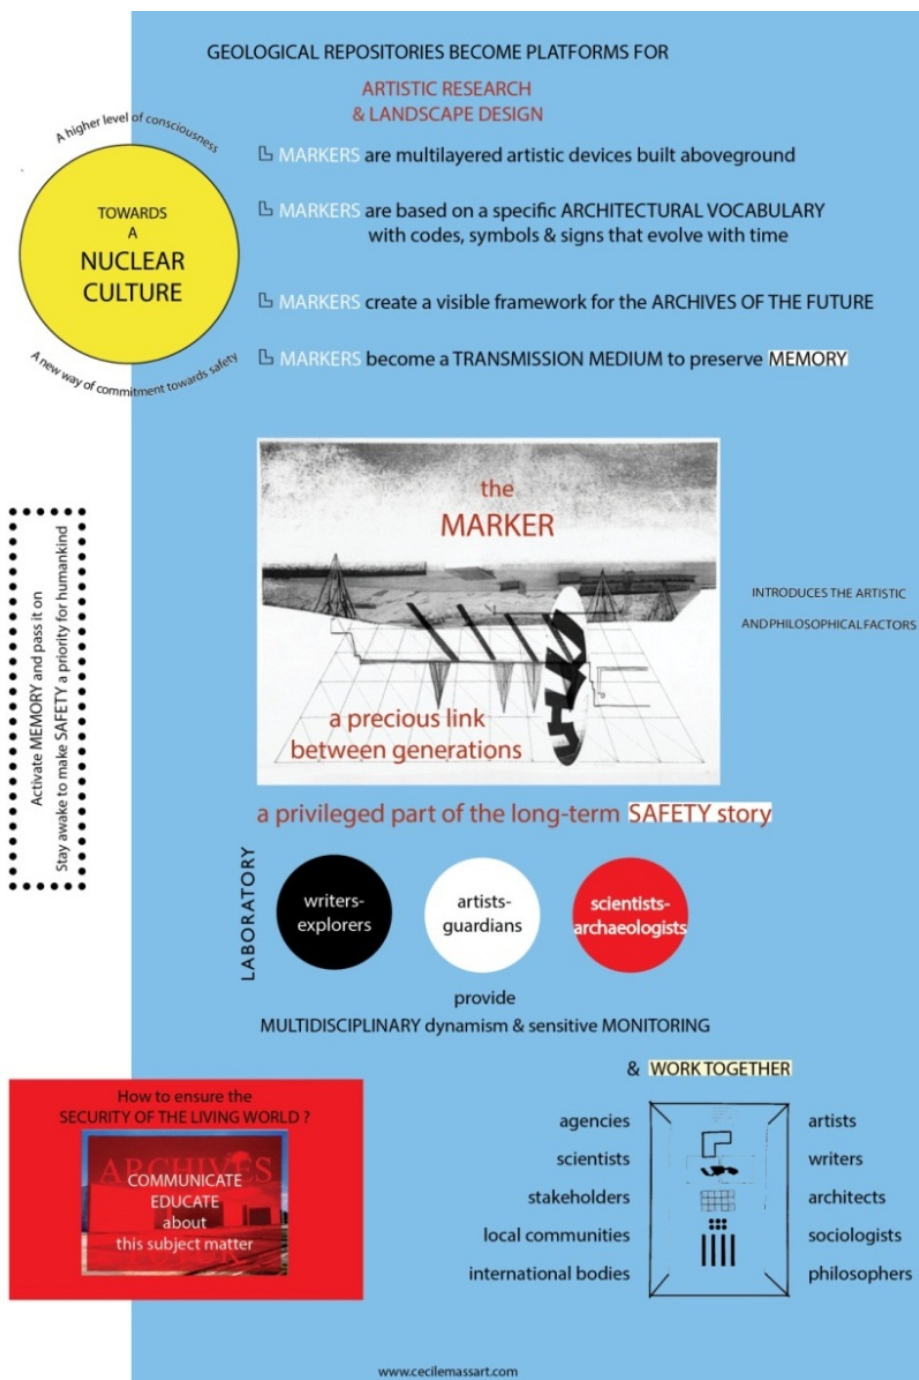 GEOLOGICAL REPOSITORIES BECOME PLATFORMS FOR
ARTISTIC RESEARCH
& LANDSCAPE DESIGN
A higher level of consciousness
TOWARDS
A
NUCLEAR
CULTURE
A new way of commitment towards safety
MARKERS are multilayered artistic devices built aboveground
MARKERS are based on a specific ARCHITECTURAL VOCABULARY
with codes, symbols & signs that evolve with time
MARKERS create a visible framework for the ARCHIVES OF THE FUTURE
MARKERS become a TRANSMISSION MEDIUM to preserve MEMORY
Activate MEMORY and pass it on
Stay awake to make SAFETY a priority for humankind
the
MARKER
a precious link
between generations
INTRODUCES THE ARTISTIC
AND PHILOSOPHICAL FACTORS
a privileged part of the long-term SAFETY story
LABORATORY
writers-
explorers
artists-
guardians
scientists-
archaeologists
provide
MULTIDISCIPLINARY dynamism & sensitive MONITORING
& WORK TOGETHER
How to ensure the
SECURITY OF THE LIVING WORLD ?
ARCHIVES
COMMUNICATE
EDUCATE
about
this subject matter
agencies
scientists
stakeholders
local communities
international bodies
artists
writers
architects
sociologists
philosophers
www.cecilemassart.com